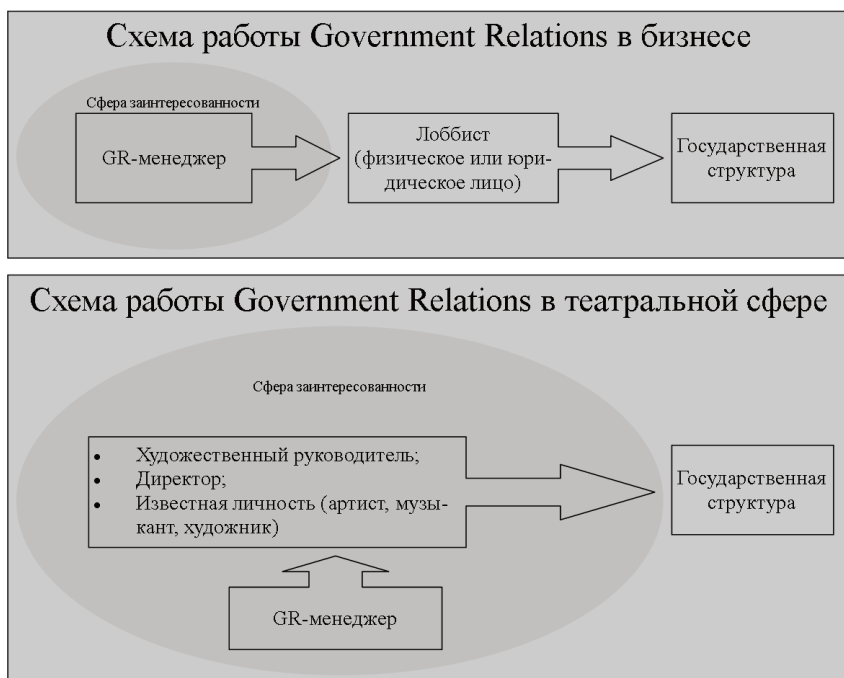 Схема работы Government Relations в бизнесе
Сфера заинтересованности
GR-менеджер
Лоббист
(физическое или юри-
дическое лицо)
Государственная
структура
Схема работы Government Relations в театральной сфере
Сфера заинтересованности
• Художественный руководитель;
• Директор;
• Известная личность (артист, музы-
кант, художник)
Государственная
структура
GR-менеджер